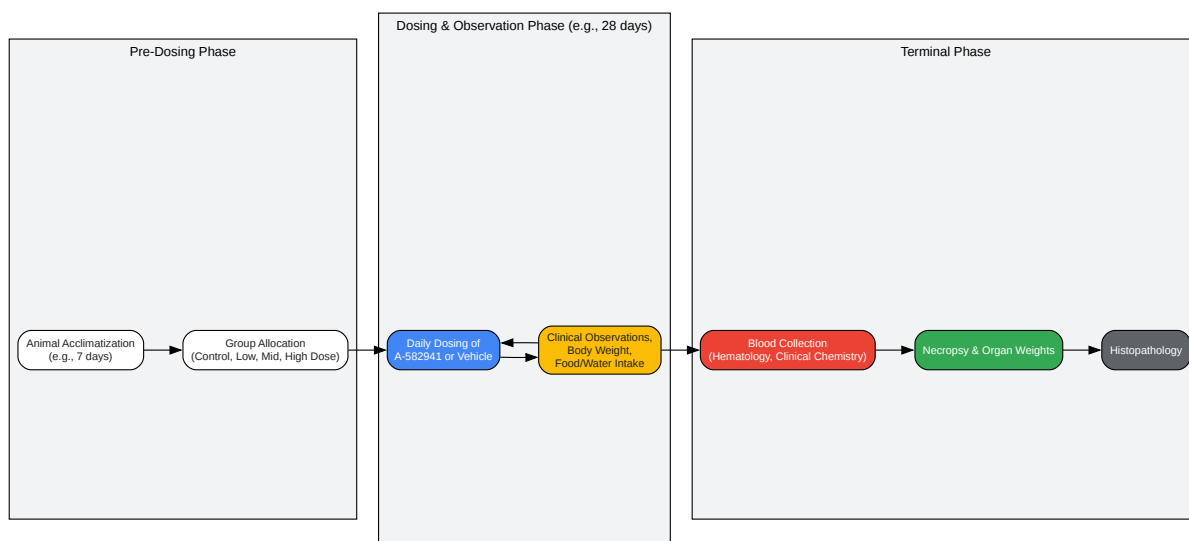 Pre-Dosing Phase
Animal Acclimatization
(e.g., 7 days)
Group Allocation
(Control, Low, Mid, High Dose)
Dosing & Observation Phase (e.g., 28 days)
Daily Dosing of
A-582941 or Vehicle
Clinical Observations,
Body Weight,
Food/Water Intake
Terminal Phase
Blood Collection
(Hematology, Clinical Chemistry)
Necropsy & Organ Weights
Histopathology